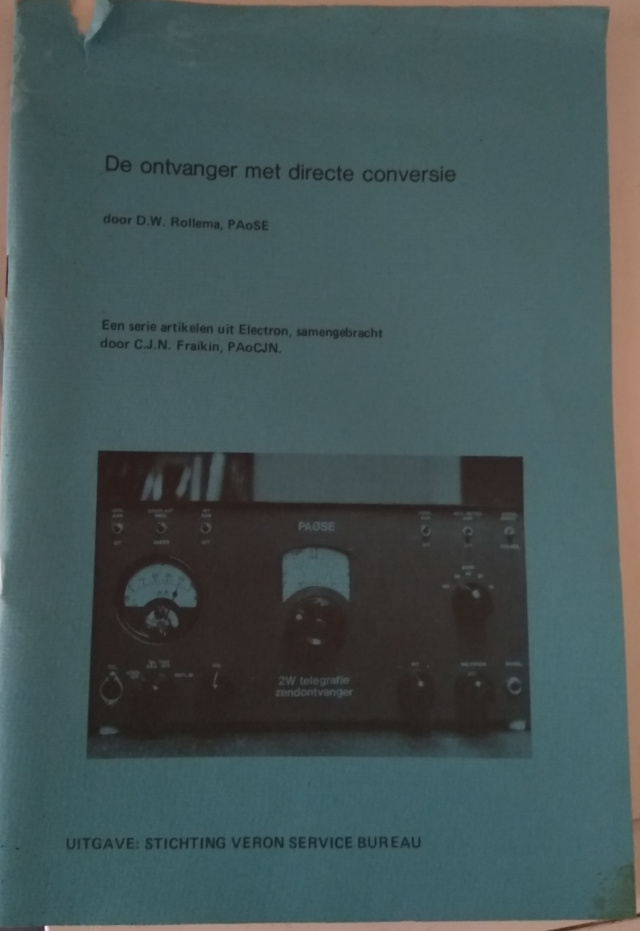 De ontvanger met directe conversie
door D.W. Rollema, PAoSE
Een serie artikelen uit Electron, samengebracht
door C.J.N. Fraikin, PAoCJN.
PAØSE
2W telegrafie
zendontvanger
UITGAVE: STICHTING VERON SERVICE BUREAU